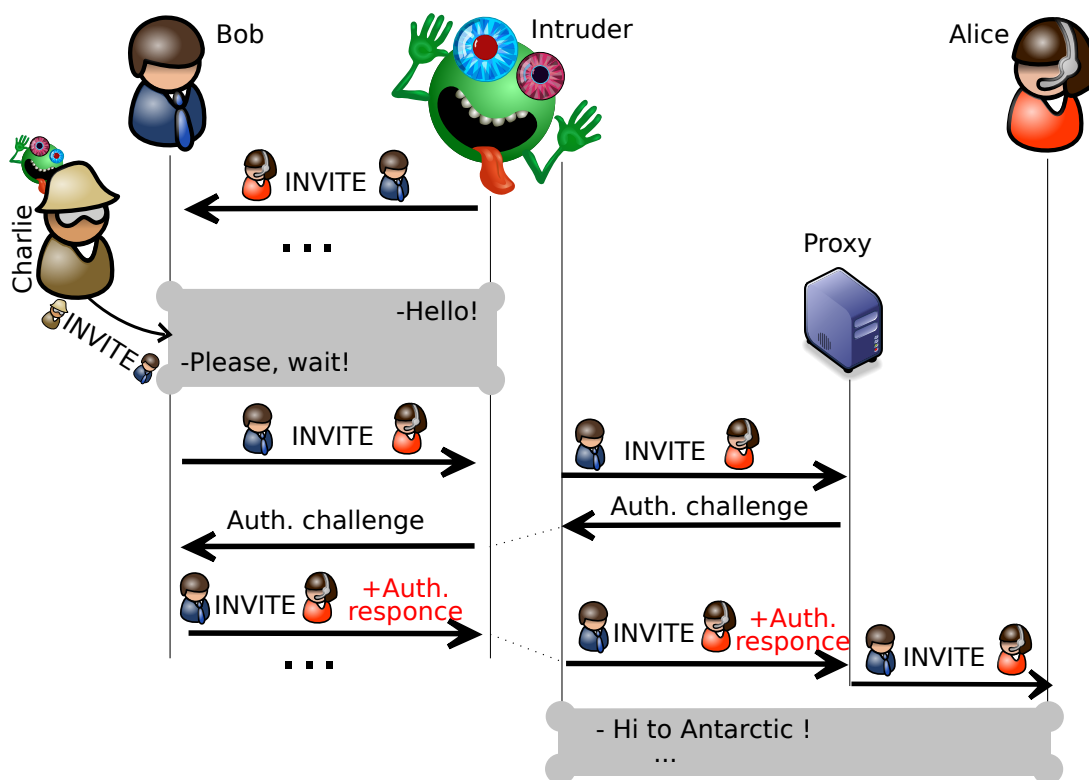 Bob
Intruder
Alice
INVITE
...
Charlie
Proxy
INVITE
-Hello!
-Please, wait!
INVITE
INVITE
Auth. challenge
Auth. challenge
INVITE
+Auth.
responce
INVITE
+Auth.
responce
INVITE
...
- Hi to Antarctic !
...